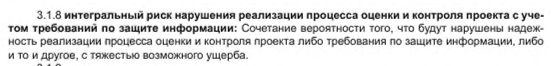 3.1.8 интегральный риск нарушения реализации процесса оценки и контроля проекта с уче-
том требований по защите информации: Сочетание вероятности того, что будут нарушены надеж-
ность реализации процесса оценки и контроля проекта либо требования по защите информации, либо
и то и другое, с тяжестью возможного ущерба.